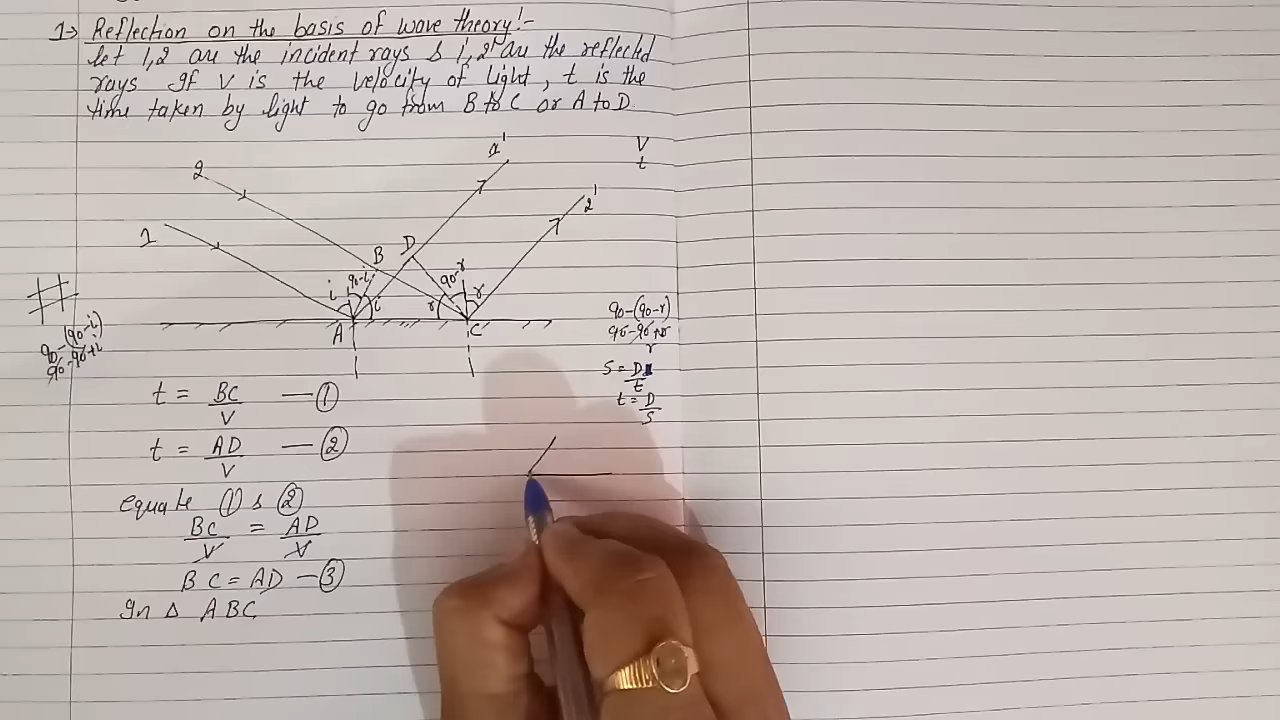 1→ Reflection on the basis of wave theory!-
let 1,2 are the incident rays & 1',2' are the reflected
rays If V is the velocity of light, t is the
time taken by light to go from B to C or A to D.
V
t
2
1
a'
2'
B
D
i
90-i
i
r
90-r
r
A
C
90-(90-i)
90-90+i
90-(90-r)
90-90+r
r
S = D
t
t = D
S
t = BC — ①
V
t = AD — ②
V
equate ① & ②
BC = AD
V V
BC = AD — ③
In Δ ABC